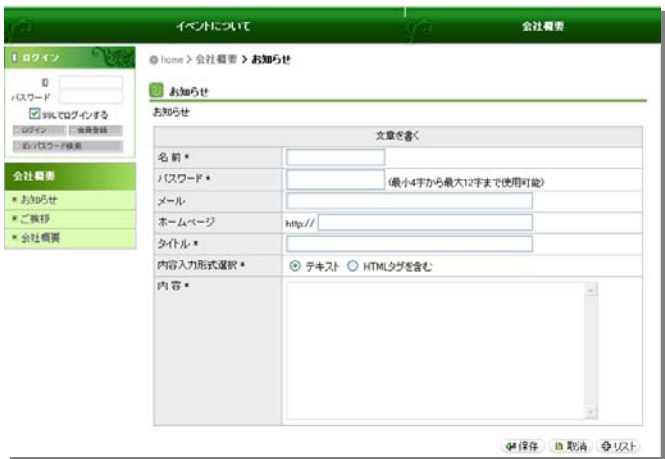 イベントについて
会社概要
ログイン
ID
パスワード
SSLでログインする
ログイン
会員登録
ID/パスワード検索
会社概要
お知らせ
ご挨拶
会社概要
home > 会社概要 > お知らせ
お知らせ
お知らせ
文章を書く
名前*
パスワード* (最小4字から最大12字まで使用可能)
メール
ホームページ http://
タイトル*
内容入力形式選択* テキスト HTMLタグを含む
内容*
保存 取消 リスト